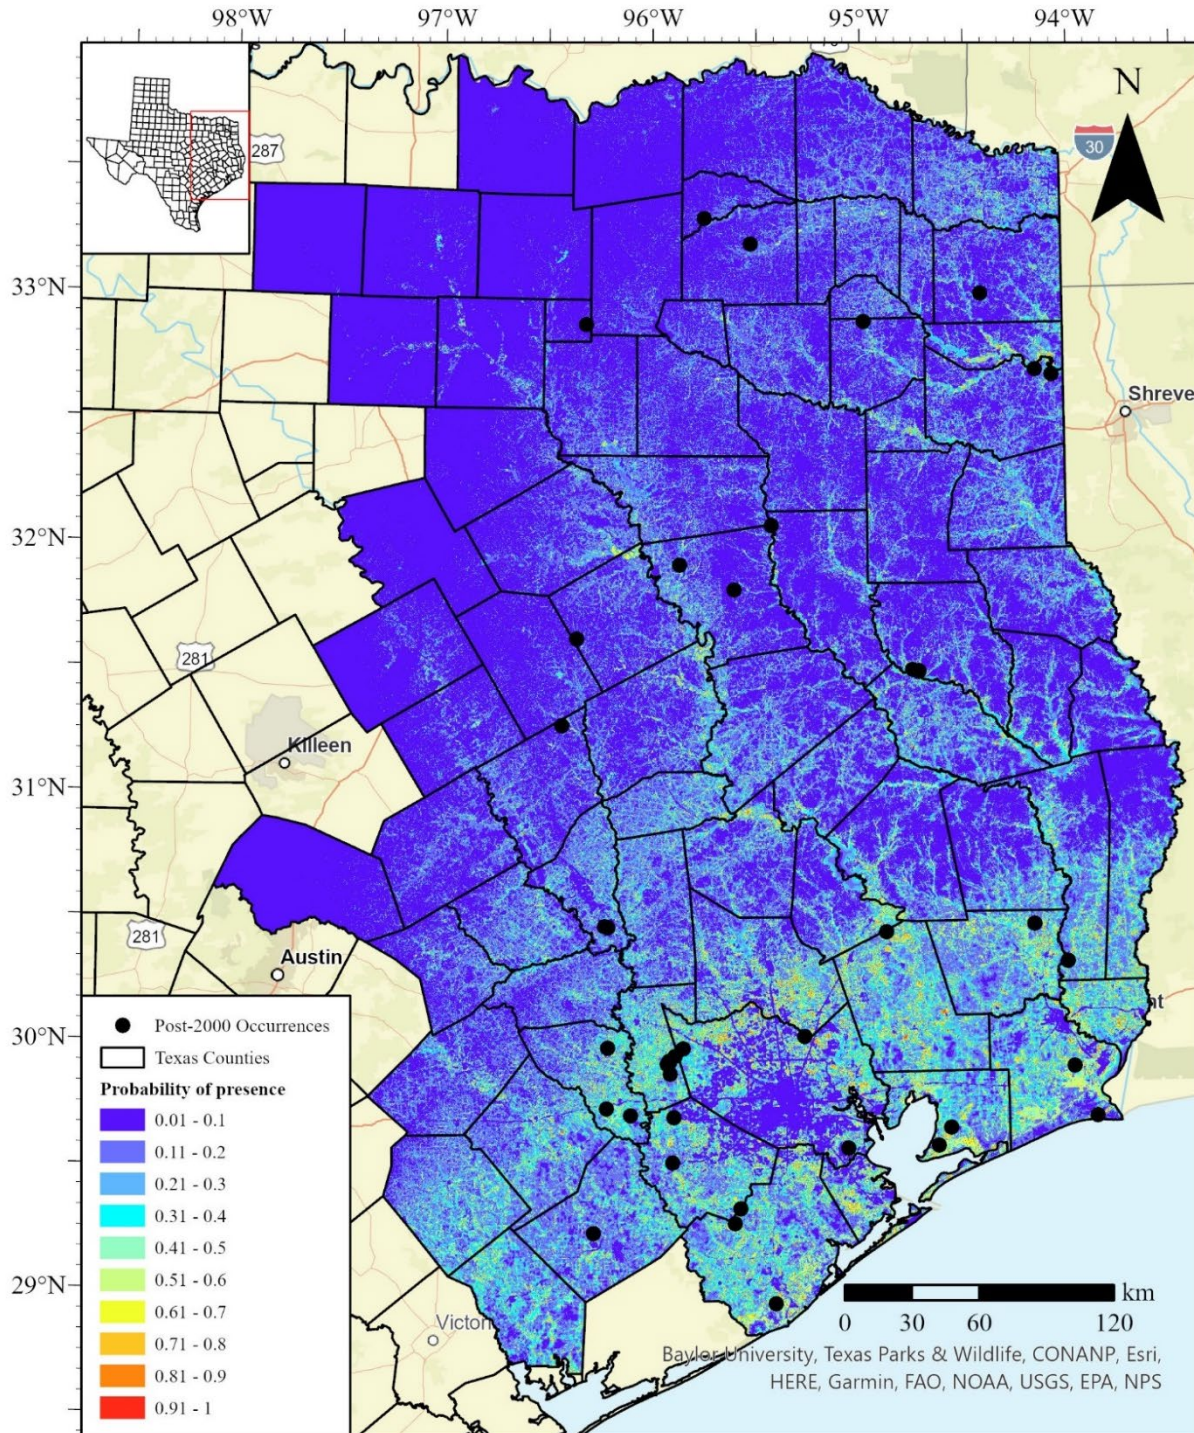 98°W 97°W 96°W 95°W 94°W
N
287
30
33°N
Shreve
32°N
281
Killeen
31°N
281
Austin
30°N
nt
Post-2000 Occurrences
Texas Counties
Probability of presence
0.01 - 0.1
0.11 - 0.2
0.21 - 0.3
0.31 - 0.4
0.41 - 0.5
0.51 - 0.6
0.61 - 0.7
0.71 - 0.8
0.81 - 0.9
0.91 - 1
29°N
Victori
km
0 30 60 120
Baylor University, Texas Parks & Wildlife, CONANP, Esri,
HERE, Garmin, FAO, NOAA, USGS, EPA, NPS